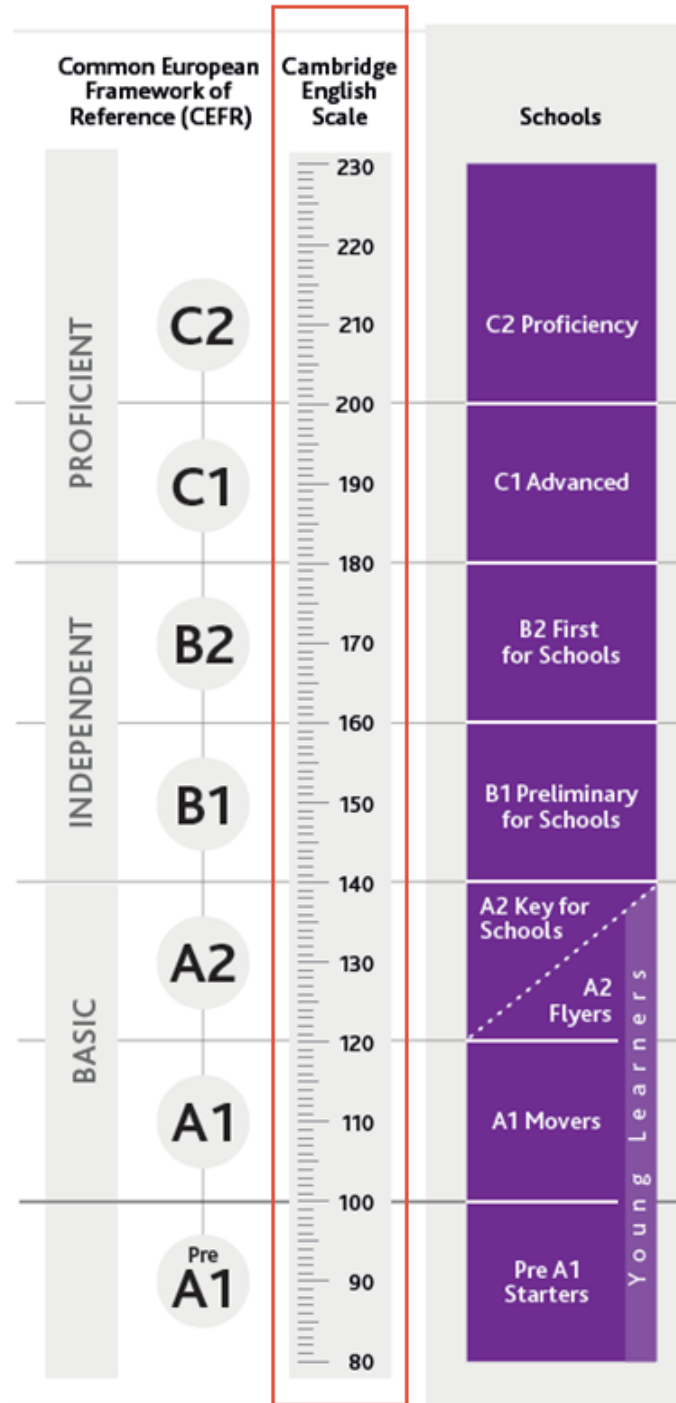 Common European
Framework of
Reference (CEFR)
Cambridge
English
Scale
Schools
PROFICIENT
INDEPENDENT
BASIC
C2
C1
B2
B1
A2
A1
Pre
A1
230
220
210
200
190
180
170
160
150
140
130
120
110
100
90
80
C2 Proficiency
C1 Advanced
B2 First
for Schools
B1 Preliminary
for Schools
A2 Key for
Schools
A2
Flyers
A1 Movers
Pre A1
Starters
Young Learners